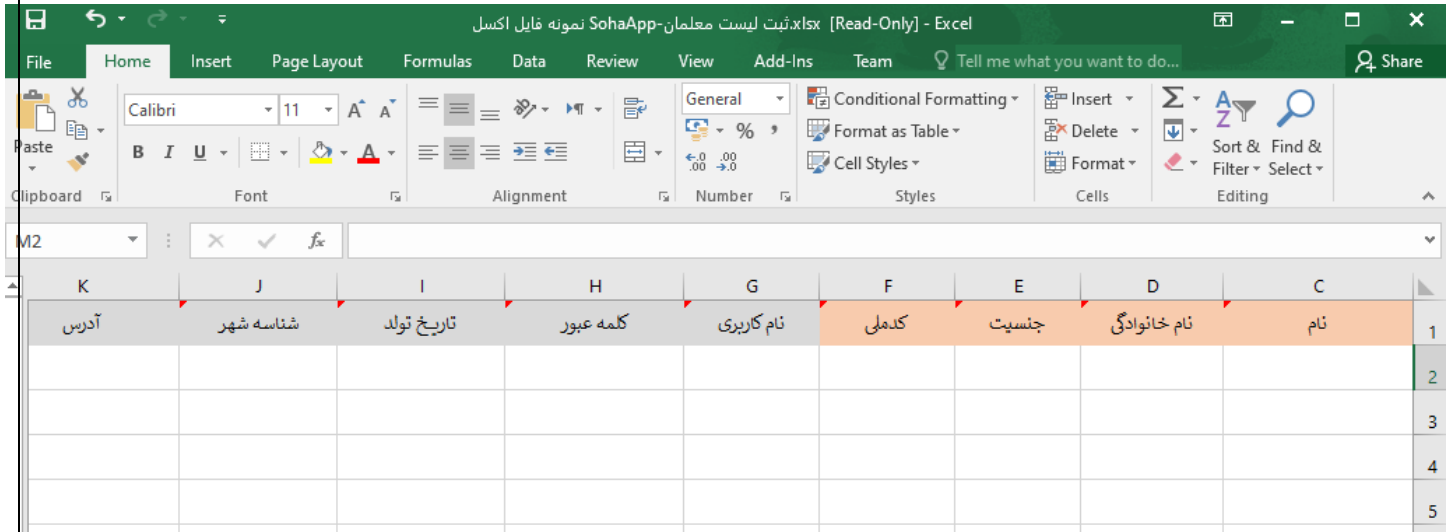 نمونه فایل اکسل SohaApp-ثبت لیست معلمان.xlsx [Read-Only] - Excel
File Home Insert Page Layout Formulas Data Review View Add-Ins Team Tell me what you want to do... Share
Calibri 11 A A General Conditional Formatting Insert
Paste B I U A % , Format as Table Delete Sort & Find &
.00 .0 Cell Styles Format Filter Select
Clipboard Font Alignment Number Styles Cells Editing
M2 fx
K J I H G F E D C
آدرس شناسه شهر تاریخ تولد کلمه عبور نام کاربری کدملی جنسیت نام خانوادگی نام 1
2
3
4
5